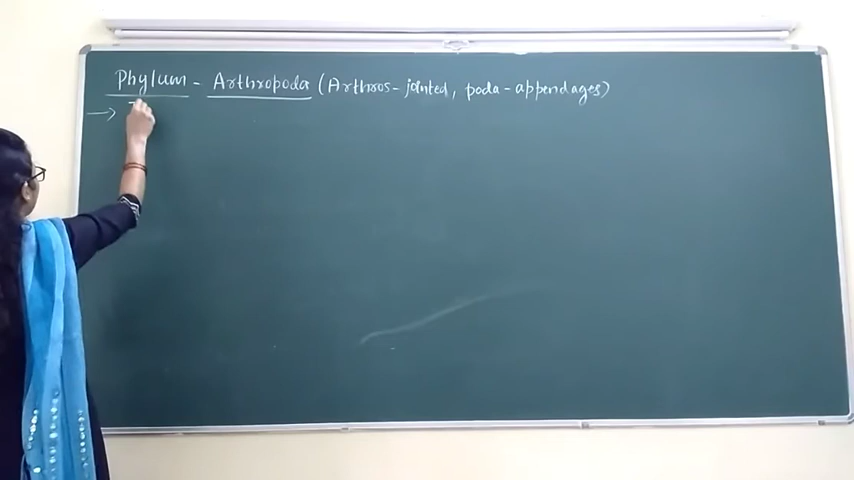 Phylum - Arthropoda (Arthros - jointed, poda - appendages)
→